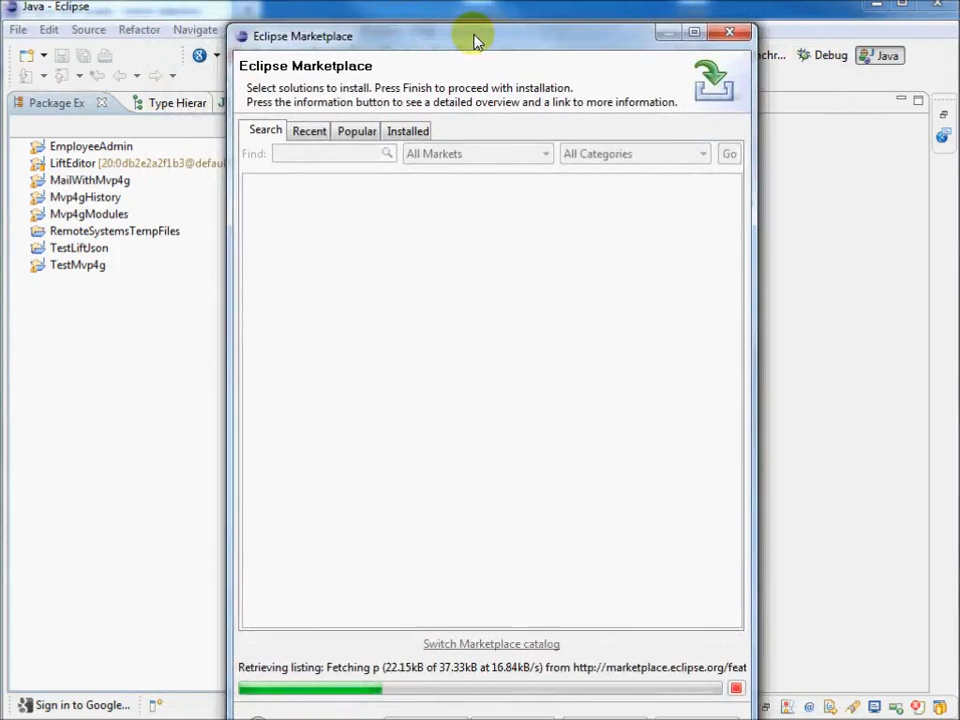 Java - Eclipse
File Edit Source Refactor Navigate
Eclipse Marketplace
Debug
Java
Package Ex
Type Hierar
EmployeeAdmin
LiftEditor [20:0db2e2a2f1b3@defau
MailWithMvp4g
Mvp4gHistory
Mvp4gModules
RemoteSystemsTempFiles
TestLiftJson
TestMvp4g
Eclipse Marketplace
Select solutions to install. Press Finish to proceed with installation.
Press the information button to see a detailed overview and a link to more information.
Search Recent Popular Installed
Find: All Markets All Categories Go
Switch Marketplace catalog
Retrieving listing: Fetching p (22.15kB of 37.33kB at 16.84kB/s) from http://marketplace.eclipse.org/feat
Sign in to Google...